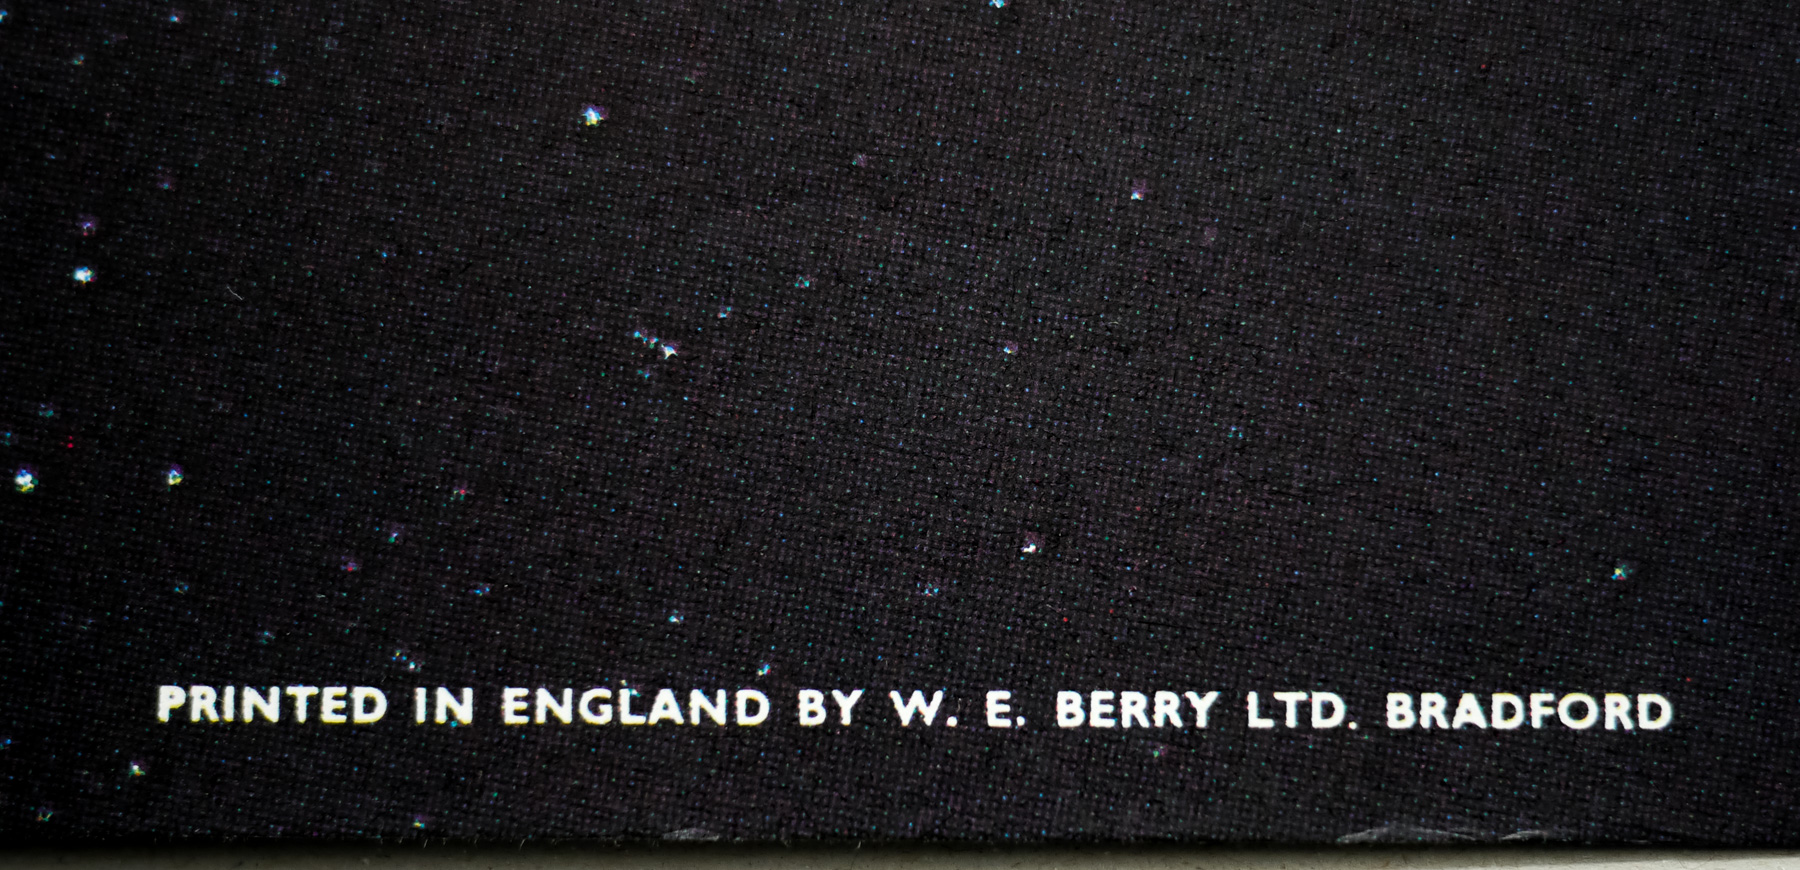 PRINTED IN ENGLAND BY W. E. BERRY LTD. BRADFORD